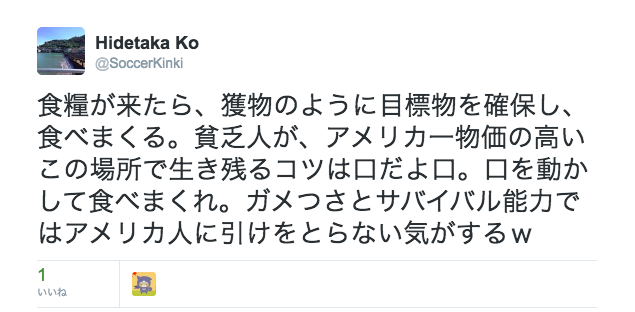 Hidetaka Ko
@SoccerKinki
食糧が来たら、獲物のように目標物を確保し、
食べまくる。貧乏人が、アメリカ一物価の高い
この場所で生き残るコツは口だよ口。口を動か
して食べまくれ。ガメつさとサバイバル能力で
はアメリカ人に引けをとらない気がするｗ
1
いいね